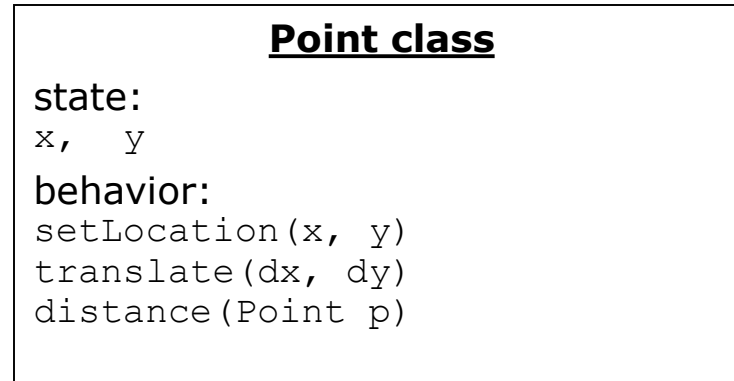 Point class
state:
x,  y
behavior:
setLocation(x, y)
translate(dx, dy)
distance(Point p)